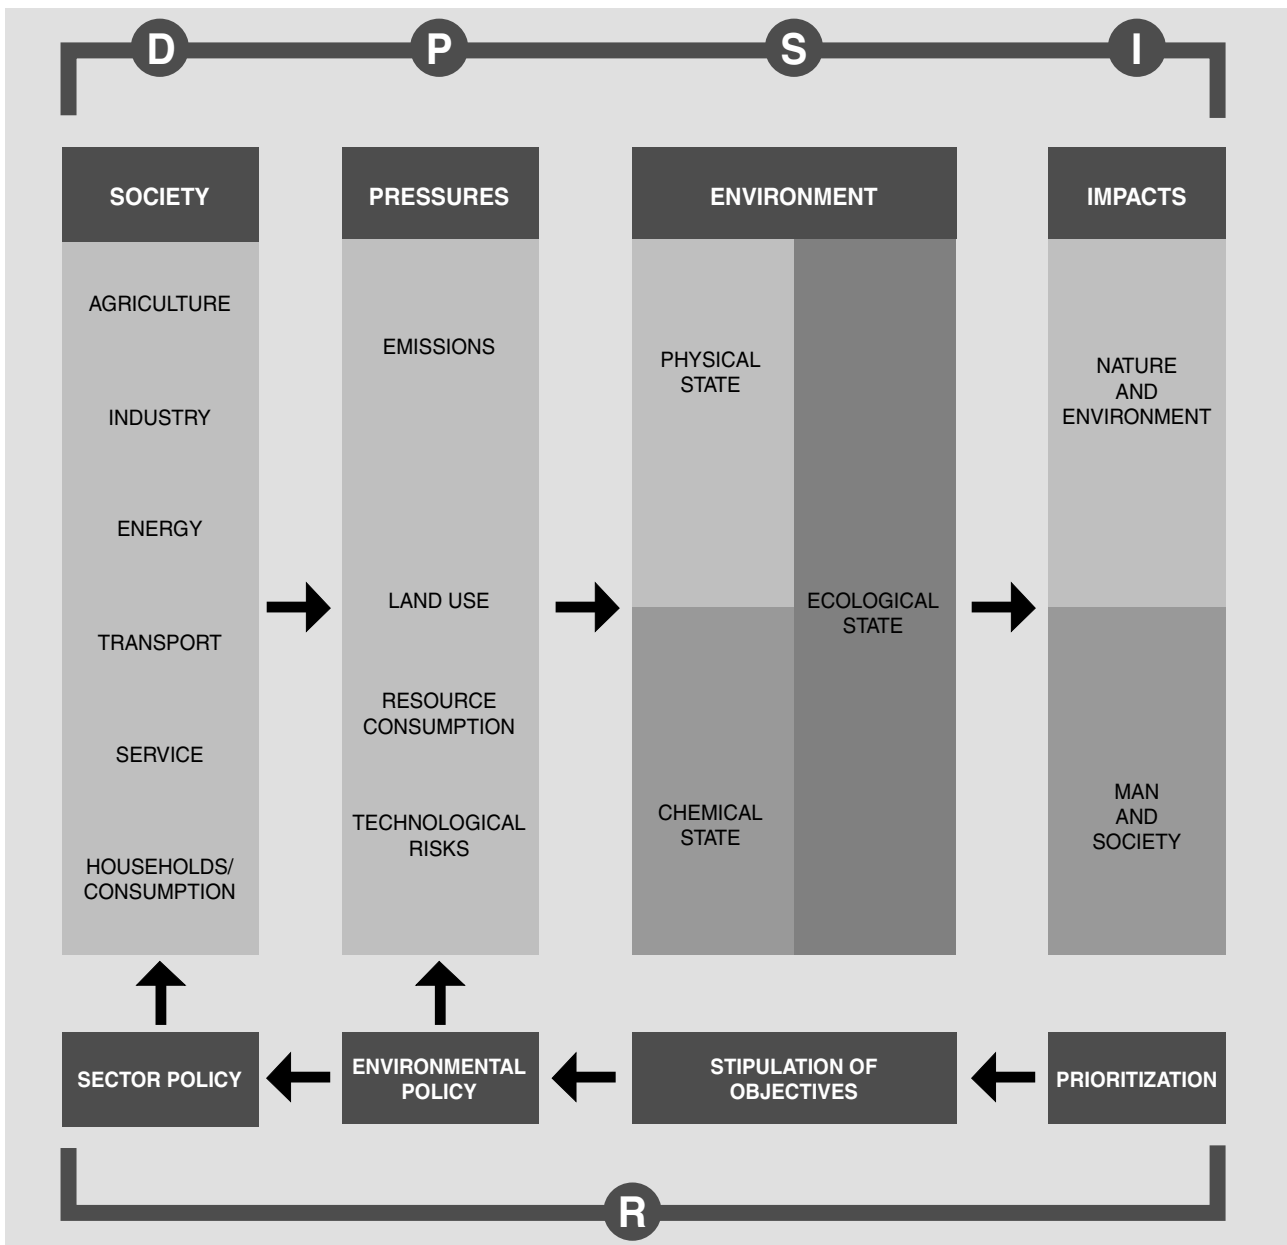 D
P
S
I
SOCIETY
AGRICULTURE
INDUSTRY
ENERGY
TRANSPORT
SERVICE
HOUSEHOLDS/
CONSUMPTION
PRESSURES
EMISSIONS
LAND USE
RESOURCE
CONSUMPTION
TECHNOLOGICAL
RISKS
ENVIRONMENT
PHYSICAL
STATE
CHEMICAL
STATE
ECOLOGICAL
STATE
IMPACTS
NATURE
AND
ENVIRONMENT
MAN
AND
SOCIETY
SECTOR POLICY
ENVIRONMENTAL
POLICY
STIPULATION OF
OBJECTIVES
PRIORITIZATION
R